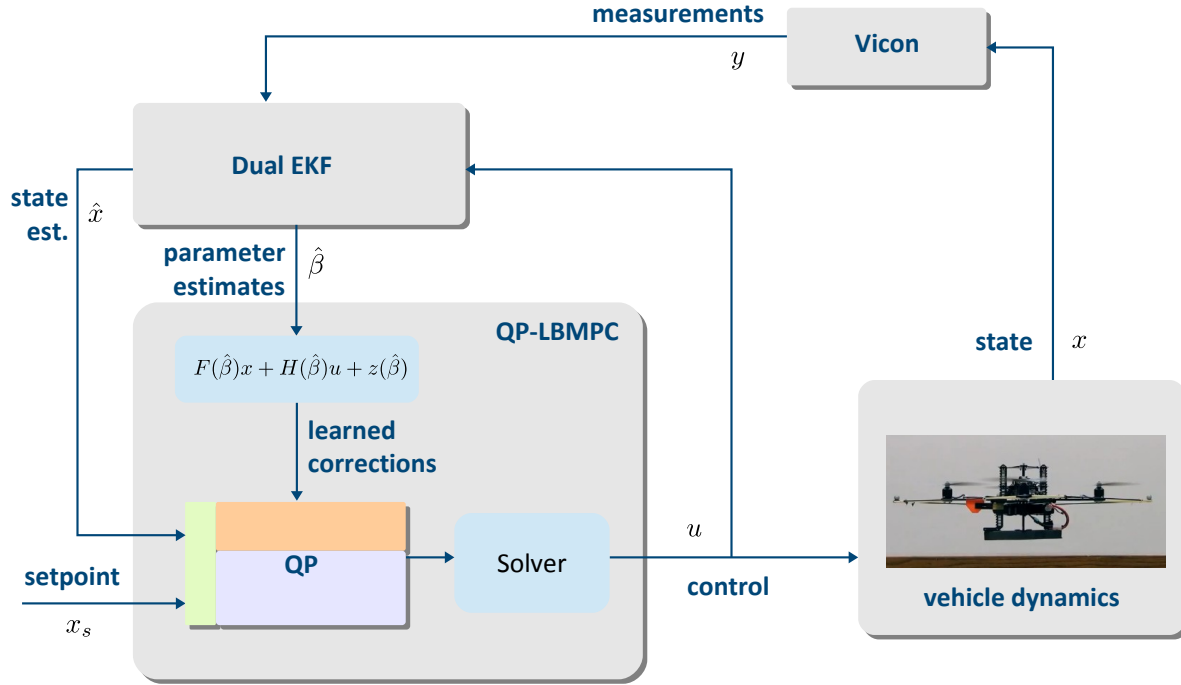 measurements
y
Vicon
Dual EKF
state
est.
x̂
parameter
estimates
β̂
QP-LBMPC
F(β̂)x + H(β̂)u + z(β̂)
state
x
learned
corrections
QP
Solver
u
control
setpoint
x_s
vehicle dynamics